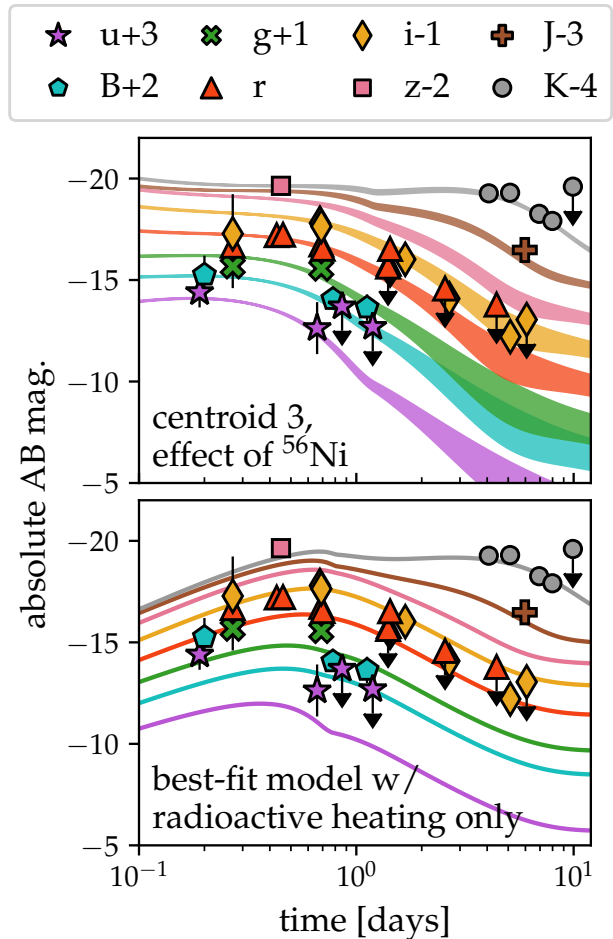 u+3 g+1 i-1 J-3
B+2 r z-2 K-4
−20
−15
−10
−5
centroid 3,
effect of ⁵⁶Ni
absolute AB mag.
−20
−15
−10
−5
best-fit model w/
radioactive heating only
10⁻¹ 10⁰ 10¹
time [days]